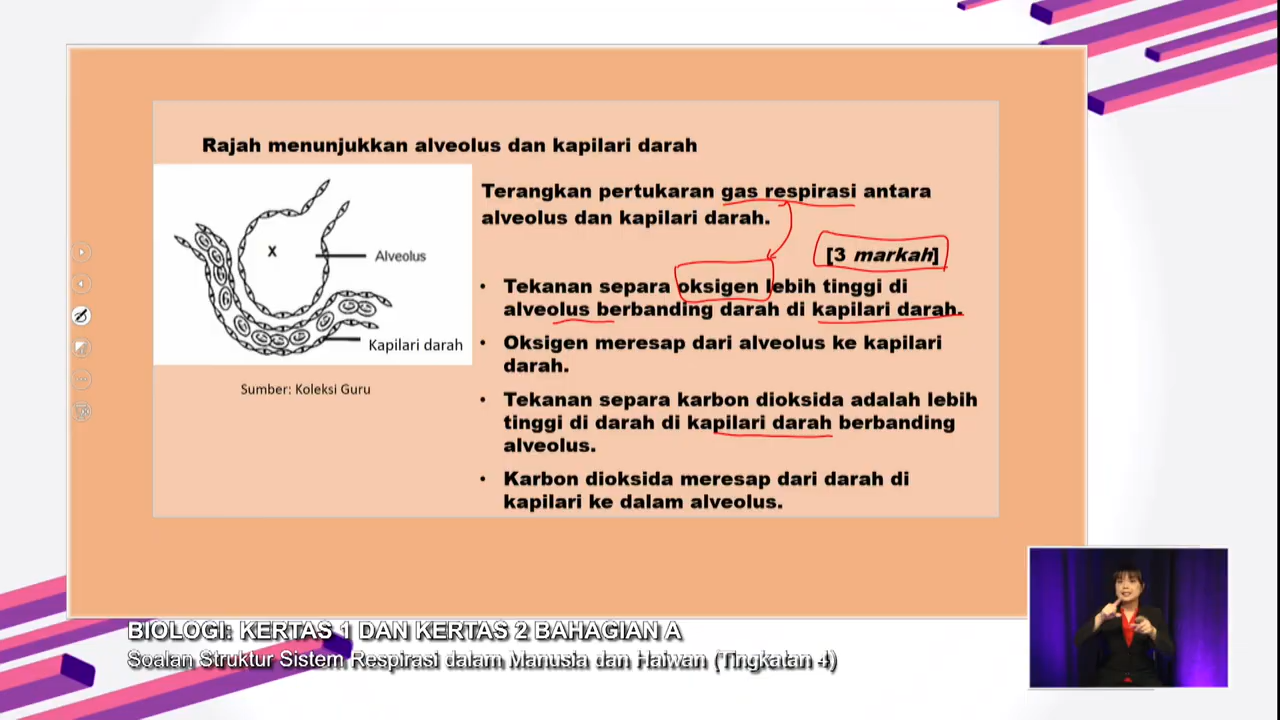 Rajah menunjukkan alveolus dan kapilari darah
X
Alveolus
Kapilari darah
Sumber: Koleksi Guru
Terangkan pertukaran gas respirasi antara
alveolus dan kapilari darah.
[3 markah]
• Tekanan separa oksigen lebih tinggi di
alveolus berbanding darah di kapilari darah.
• Oksigen meresap dari alveolus ke kapilari
darah.
• Tekanan separa karbon dioksida adalah lebih
tinggi di darah di kapilari darah berbanding
alveolus.
• Karbon dioksida meresap dari darah di
kapilari ke dalam alveolus.
BIOLOGI: KERTAS 1 DAN KERTAS 2 BAHAGIAN A
Soalan Struktur Sistem Respirasi dalam Manusia dan Haiwan (Tingkatan 4)